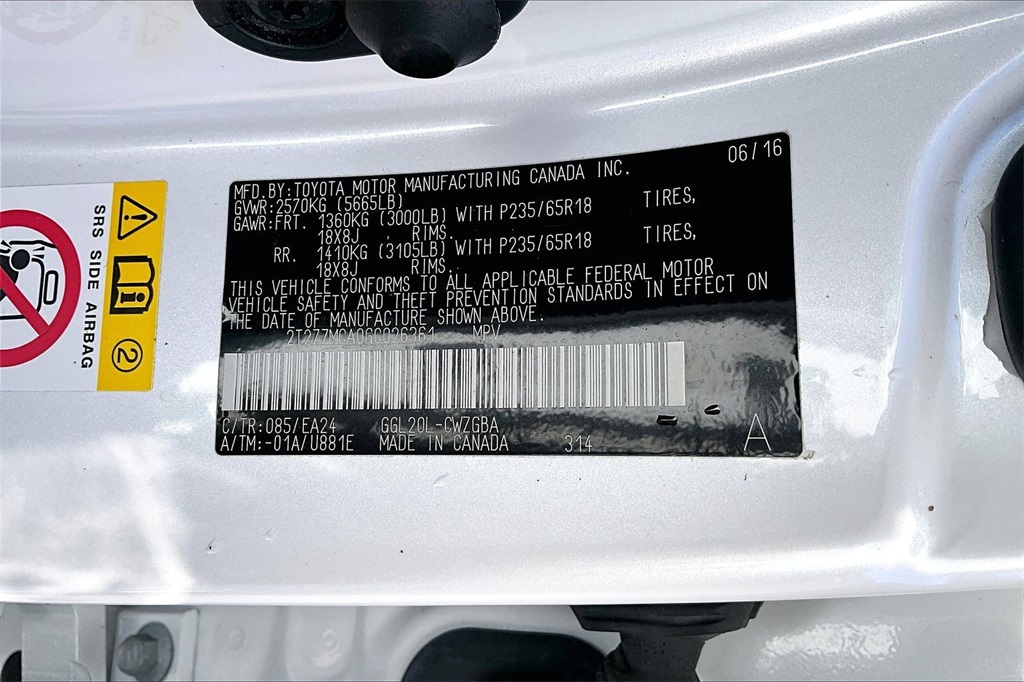 06/16
MFD. BY: TOYOTA MOTOR MANUFACTURING CANADA INC.
GVWR: 2570KG (5665LB)
GAWR: FRT. 1360KG (3000LB) WITH P235/65R18 TIRES,
18X8J , RIMS.
RR. 1410KG (3105LB) WITH P235/65R18 TIRES,
18X8J RIMS.
THIS VEHICLE CONFORMS TO ALL APPLICABLE FEDERAL MOTOR
VEHICLE SAFETY AND THEFT PREVENTION STANDARDS IN EFFECT ON
THE DATE OF MANUFACTURE SHOWN ABOVE.
MPV
C/TR: 085/EA24 GGL20L-CWZGBA
A/TM: -01A/U881E MADE IN CANADA 314 A
SRS SIDE AIRBAG
2